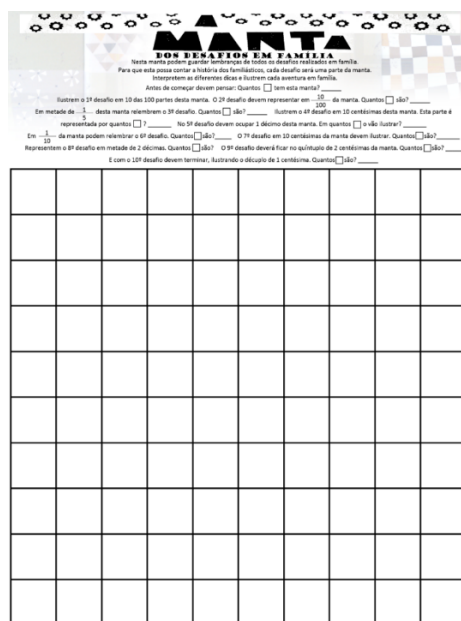 A
MANTA
DOS DESAFIOS EM FAMÍLIA
Nesta manta podem guardar lembranças de todos os desafios realizados em família.
Para que esta possa contar a história dos familiásticos, cada desafio será uma parte da manta.
Interpretem as diferentes dicas e ilustrem cada aventura em família.
Antes de começar devem pensar: Quantos □ tem esta manta? ______
Ilustrem o 1º desafio em 10 das 100 partes desta manta. O 2º desafio devem representar em 10/100 da manta. Quantos □ são? ______
Em metade de 1/5 desta manta relembrem o 3º desafio. Quantos □ são? ______ Ilustrem o 4º desafio em 10 centésimas desta manta. Esta parte é
representada por quantos □ ? ______ No 5º desafio devem ocupar 1 décimo desta manta. Em quantos □ o vão ilustrar? ______
Em 1/10 da manta podem relembrar o 6º desafio. Quantos □ são? ______ O 7º desafio em 10 centésimas da manta devem ilustrar. Quantos □ são? ______
Representem o 8º desafio em metade de 2 décimas. Quantos □ são? O 9º desafio deverá ficar no quíntuplo de 2 centésimas da manta. Quantos □ são? ______
E com o 10º desafio devem terminar, ilustrando o décuplo de 1 centésima. Quantos □ são? ______